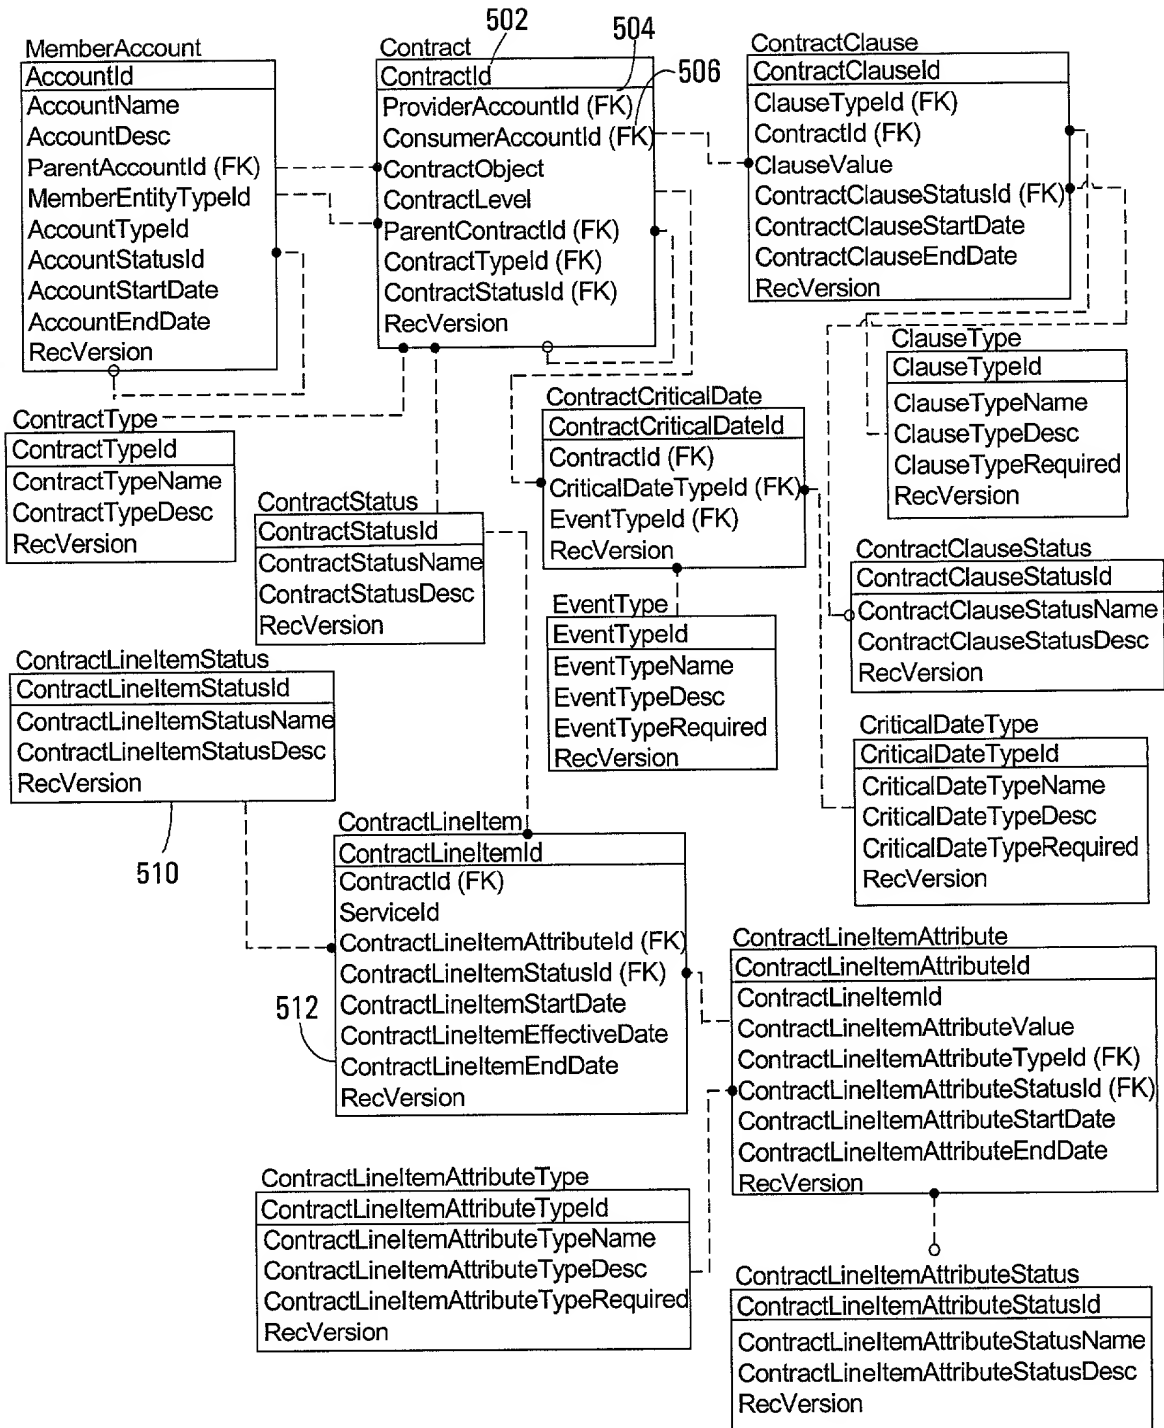 502
504
506
MemberAccount
AccountId
AccountName
AccountDesc
ParentAccountId (FK)
MemberEntityTypeId
AccountTypeId
AccountStatusId
AccountStartDate
AccountEndDate
RecVersion
Contract
ContractId
ProviderAccountId (FK)
ConsumerAccountId (FK)
ContractObject
ContractLevel
ParentContractId (FK)
ContractTypeId (FK)
ContractStatusId (FK)
RecVersion
ContractClause
ContractClauseId
ClauseTypeId (FK)
ContractId (FK)
ClauseValue
ContractClauseStatusId (FK)
ContractClauseStartDate
ContractClauseEndDate
RecVersion
ClauseType
ClauseTypeId
ClauseTypeName
ClauseTypeDesc
ClauseTypeRequired
RecVersion
ContractType
ContractTypeId
ContractTypeName
ContractTypeDesc
RecVersion
ContractCriticalDate
ContractCriticalDateId
ContractId (FK)
CriticalDateTypeId (FK)
EventTypeId (FK)
RecVersion
ContractStatus
ContractStatusId
ContractStatusName
ContractStatusDesc
RecVersion
ContractClauseStatus
ContractClauseStatusId
ContractClauseStatusName
ContractClauseStatusDesc
RecVersion
EventType
EventTypeId
EventTypeName
EventTypeDesc
EventTypeRequired
RecVersion
ContractLineItemStatus
ContractLineItemStatusId
ContractLineItemStatusName
ContractLineItemStatusDesc
RecVersion
510
CriticalDateType
CriticalDateTypeId
CriticalDateTypeName
CriticalDateTypeDesc
CriticalDateTypeRequired
RecVersion
ContractLineItem
ContractLineItemId
ContractId (FK)
ServiceId
ContractLineItemAttributeId (FK)
ContractLineItemStatusId (FK)
ContractLineItemStartDate
ContractLineItemEffectiveDate
ContractLineItemEndDate
RecVersion
512
ContractLineItemAttribute
ContractLineItemAttributeId
ContractLineItemId
ContractLineItemAttributeValue
ContractLineItemAttributeTypeId (FK)
ContractLineItemAttributeStatusId (FK)
ContractLineItemAttributeStartDate
ContractLineItemAttributeEndDate
RecVersion
ContractLineItemAttributeType
ContractLineItemAttributeTypeId
ContractLineItemAttributeTypeName
ContractLineItemAttributeTypeDesc
ContractLineItemAttributeTypeRequired
RecVersion
ContractLineItemAttributeStatus
ContractLineItemAttributeStatusId
ContractLineItemAttributeStatusName
ContractLineItemAttributeStatusDesc
RecVersion